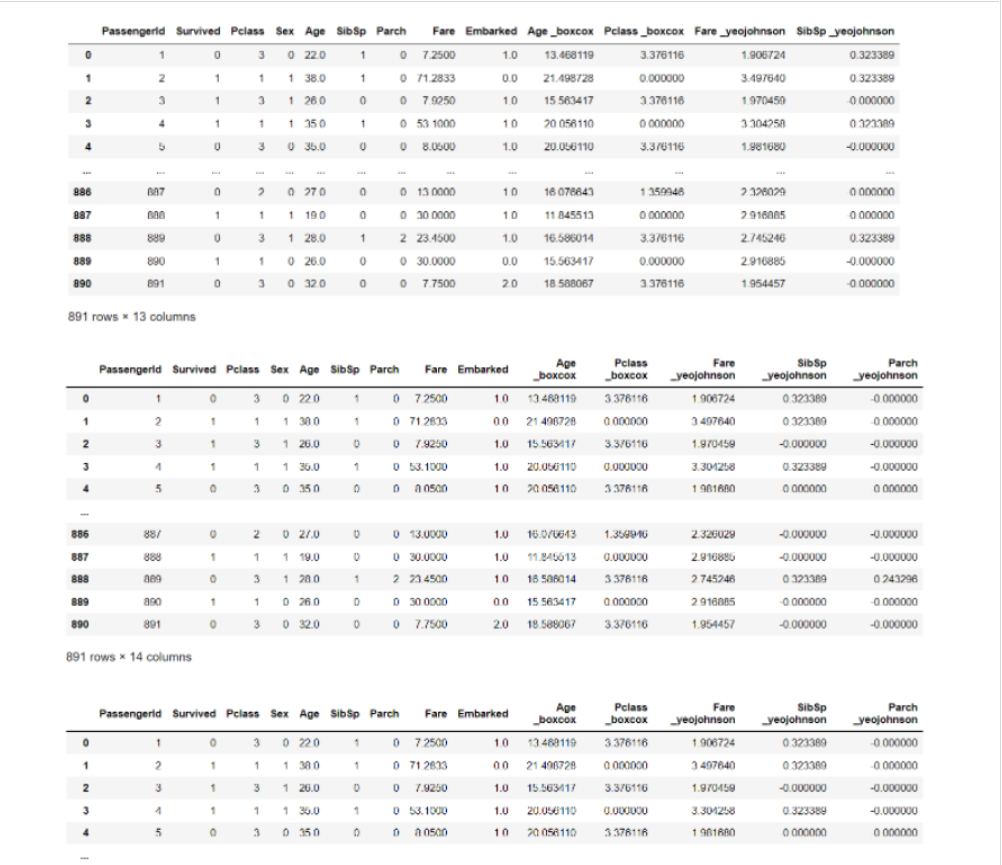 PassengerId Survived Pclass Sex Age SibSp Parch Fare Embarked Age _boxcox Pclass _boxcox Fare _yeojohnson SibSp _yeojohnson
0 1 0 3 0 22.0 1 0 7.2500 1.0 13.468119 3.376116 1.906724 0.323389
1 2 1 1 1 38.0 1 0 71.2833 0.0 21.498728 0.000000 3.497640 0.323389
2 3 1 3 1 26.0 0 0 7.9250 1.0 15.563417 3.376116 1.970459 -0.000000
3 4 1 1 1 35.0 1 0 53.1000 1.0 20.056110 0.000000 3.304258 0.323389
4 5 0 3 0 35.0 0 0 8.0500 1.0 20.056110 3.376116 1.981680 -0.000000
... ... ... ... ... ... ... ... ... ... ... ... ... ...
886 887 0 2 0 27.0 0 0 13.0000 1.0 16.076643 1.359946 2.326029 -0.000000
887 888 1 1 1 19.0 0 0 30.0000 1.0 11.845513 0.000000 2.916885 -0.000000
888 889 0 3 1 28.0 1 2 23.4500 1.0 16.586014 3.376116 2.745246 0.323389
889 890 1 1 0 26.0 0 0 30.0000 0.0 15.563417 0.000000 2.916885 -0.000000
890 891 0 3 0 32.0 0 0 7.7500 2.0 18.588067 3.376116 1.954457 -0.000000
891 rows × 13 columns
PassengerId Survived Pclass Sex Age SibSp Parch Fare Embarked Age _boxcox Pclass _boxcox Fare _yeojohnson SibSp _yeojohnson Parch _yeojohnson
0 1 0 3 0 22.0 1 0 7.2500 1.0 13.468119 3.376116 1.906724 0.323389 -0.000000
1 2 1 1 1 38.0 1 0 71.2833 0.0 21.498728 0.000000 3.497640 0.323389 -0.000000
2 3 1 3 1 26.0 0 0 7.9250 1.0 15.563417 3.376116 1.970459 -0.000000 -0.000000
3 4 1 1 1 35.0 1 0 53.1000 1.0 20.056110 0.000000 3.304258 0.323389 -0.000000
4 5 0 3 0 35.0 0 0 8.0500 1.0 20.056110 3.376116 1.981680 -0.000000 -0.000000
...
886 887 0 2 0 27.0 0 0 13.0000 1.0 16.076643 1.359946 2.326029 -0.000000 -0.000000
887 888 1 1 1 19.0 0 0 30.0000 1.0 11.845513 0.000000 2.916885 -0.000000 -0.000000
888 889 0 3 1 28.0 1 2 23.4500 1.0 16.586014 3.376116 2.745246 0.323389 0.243296
889 890 1 1 0 26.0 0 0 30.0000 0.0 15.563417 0.000000 2.916885 -0.000000 -0.000000
890 891 0 3 0 32.0 0 0 7.7500 2.0 18.588067 3.376116 1.954457 -0.000000 -0.000000
891 rows × 14 columns
PassengerId Survived Pclass Sex Age SibSp Parch Fare Embarked Age _boxcox Pclass _boxcox Fare _yeojohnson SibSp _yeojohnson Parch _yeojohnson
0 1 0 3 0 22.0 1 0 7.2500 1.0 13.468119 3.376116 1.906724 0.323389 -0.000000
1 2 1 1 1 38.0 1 0 71.2833 0.0 21.498728 0.000000 3.497640 0.323389 -0.000000
2 3 1 3 1 26.0 0 0 7.9250 1.0 15.563417 3.376116 1.970459 -0.000000 -0.000000
3 4 1 1 1 35.0 1 0 53.1000 1.0 20.056110 0.000000 3.304258 0.323389 -0.000000
4 5 0 3 0 35.0 0 0 8.0500 1.0 20.056110 3.376116 1.981680 -0.000000 -0.000000
...